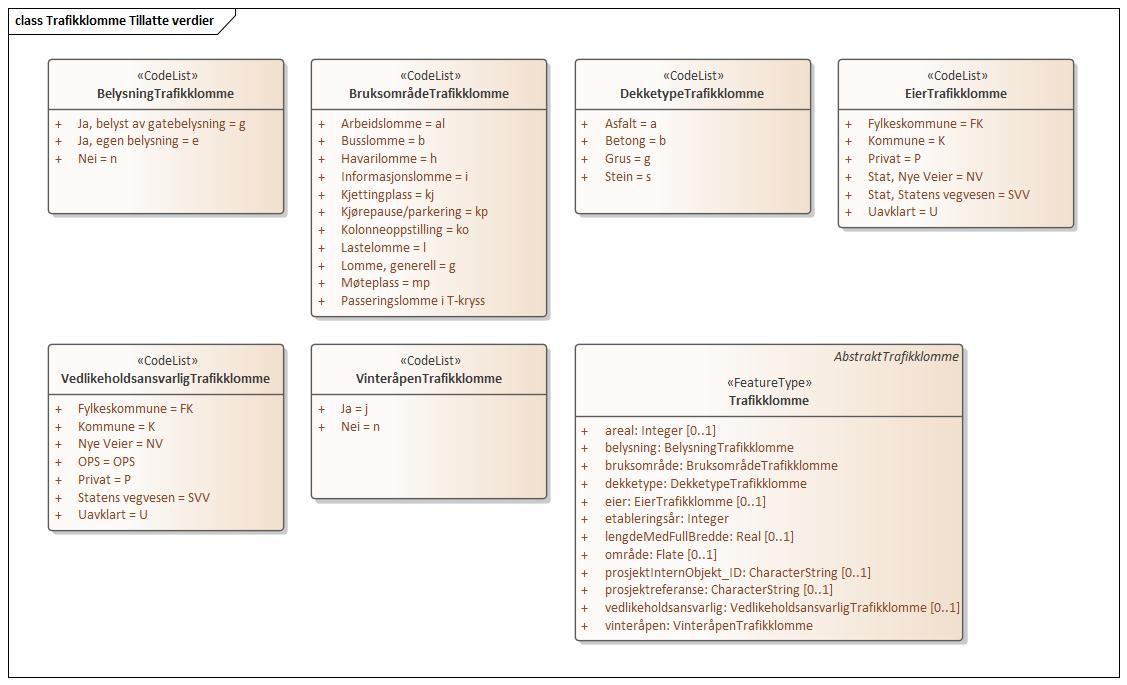 class Trafikklomme Tillatte verdier
«CodeList»
BelysningTrafikklomme
+ Ja, belyst av gatebelysning = g
+ Ja, egen belysning = e
+ Nei = n
«CodeList»
BruksområdeTrafikklomme
+ Arbeidslomme = al
+ Busslomme = b
+ Havarilomme = h
+ Informasjonslomme = i
+ Kjettingplass = kj
+ Kjørepause/parkering = kp
+ Kolonneoppstilling = ko
+ Lastelomme = l
+ Lomme, generell = g
+ Møteplass = mp
+ Passeringslomme i T-kryss
«CodeList»
DekketypeTrafikklomme
+ Asfalt = a
+ Betong = b
+ Grus = g
+ Stein = s
«CodeList»
EierTrafikklomme
+ Fylkeskommune = FK
+ Kommune = K
+ Privat = P
+ Stat, Nye Veier = NV
+ Stat, Statens vegvesen = SVV
+ Uavklart = U
«CodeList»
VedlikeholdsansvarligTrafikklomme
+ Fylkeskommune = FK
+ Kommune = K
+ Nye Veier = NV
+ OPS = OPS
+ Privat = P
+ Statens vegvesen = SVV
+ Uavklart = U
«CodeList»
VinteråpenTrafikklomme
+ Ja = j
+ Nei = n
AbstraktTrafikklomme
«FeatureType»
Trafikklomme
+ areal: Integer [0..1]
+ belysning: BelysningTrafikklomme
+ bruksområde: BruksområdeTrafikklomme
+ dekketype: DekketypeTrafikklomme
+ eier: EierTrafikklomme [0..1]
+ etableringsår: Integer
+ lengdeMedFullBredde: Real [0..1]
+ område: Flate [0..1]
+ prosjektInternObjekt_ID: CharacterString [0..1]
+ prosjektreferanse: CharacterString [0..1]
+ vedlikeholdsansvarlig: VedlikeholdsansvarligTrafikklomme [0..1]
+ vinteråpen: VinteråpenTrafikklomme